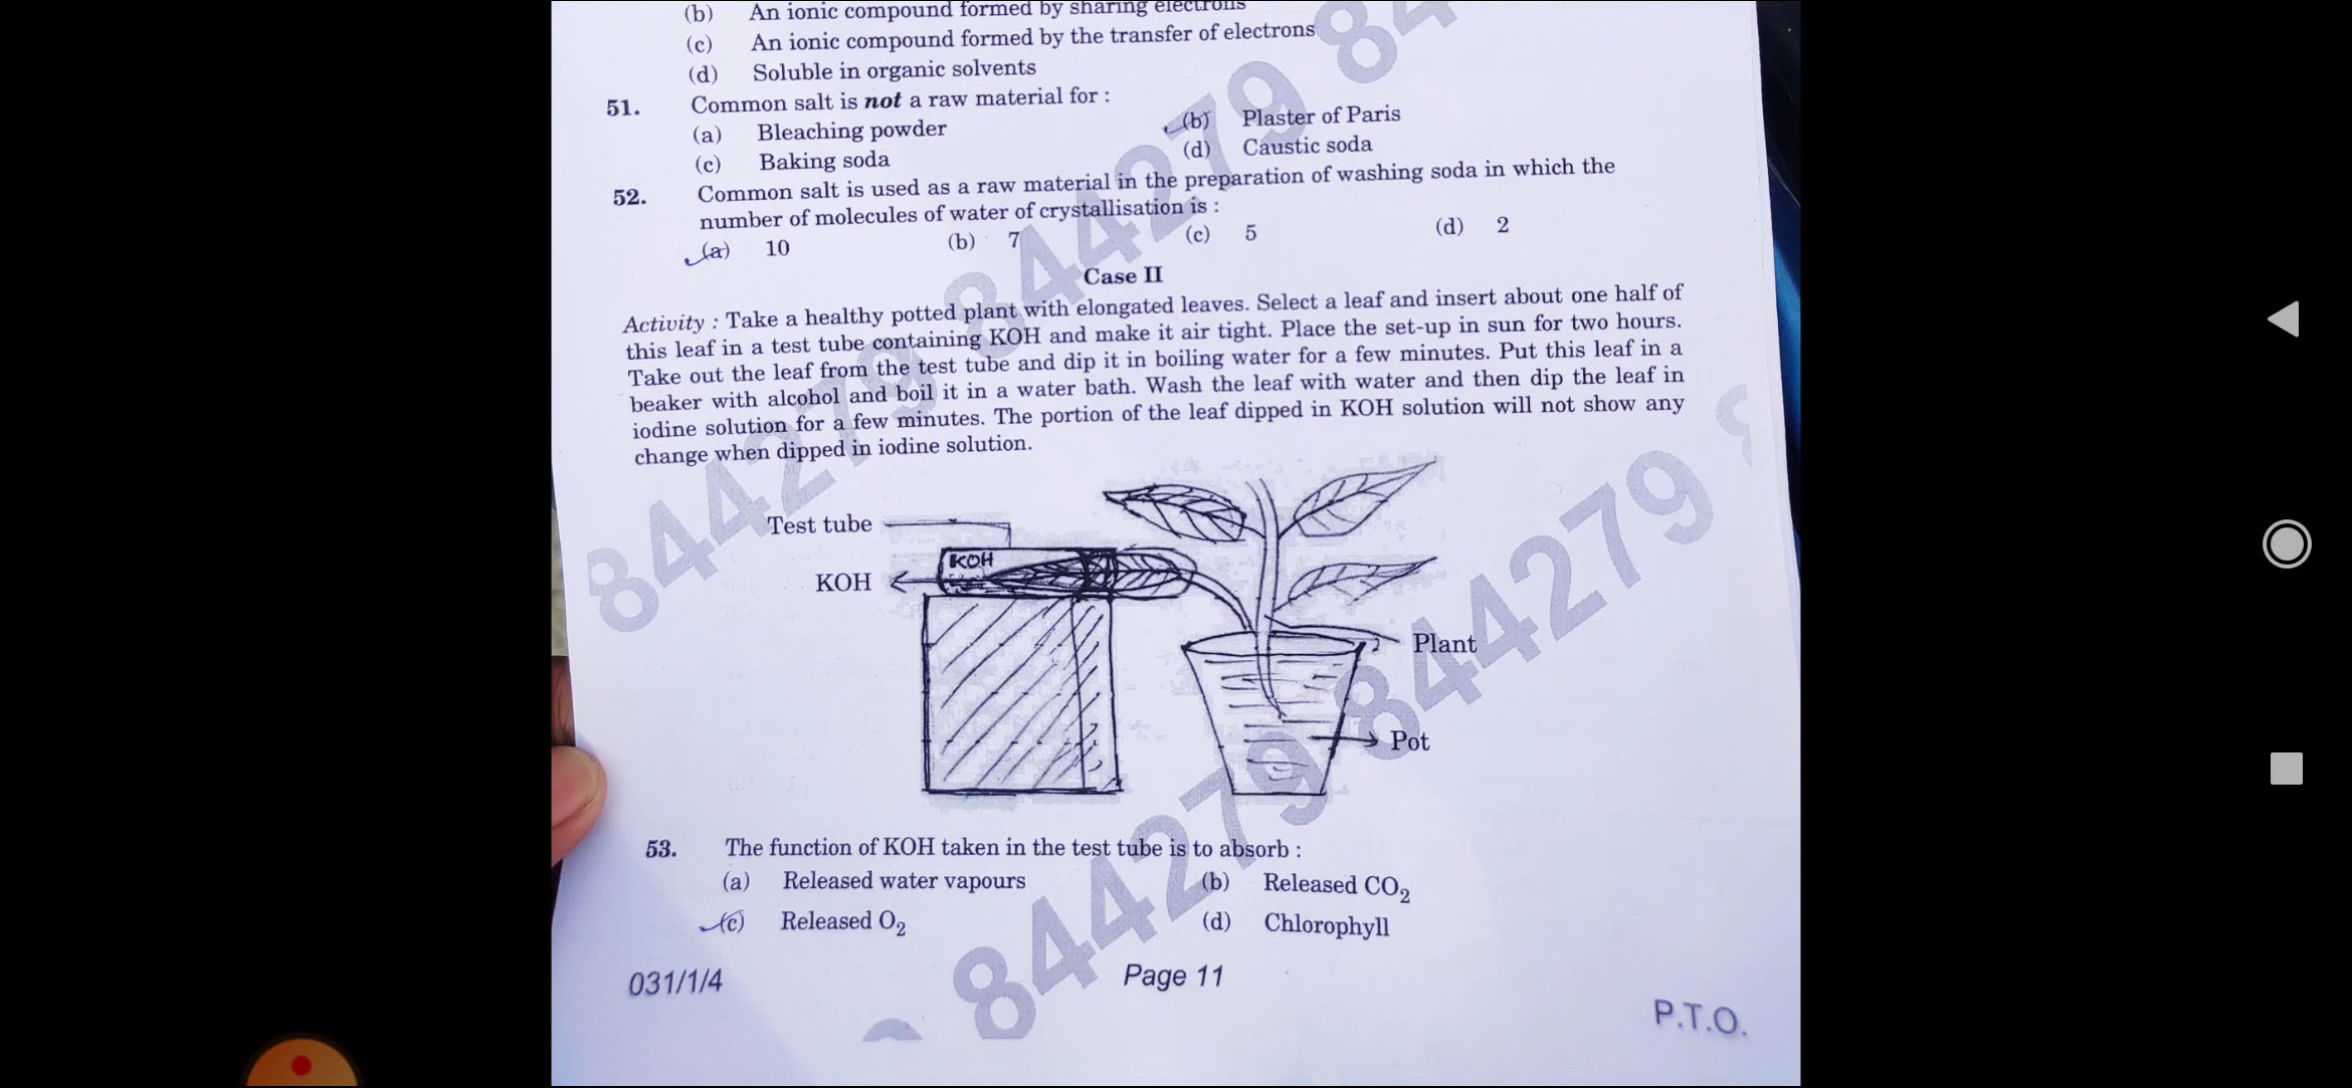 (b) An ionic compound formed by sharing electrons
(c) An ionic compound formed by the transfer of electrons
(d) Soluble in organic solvents
51. Common salt is not a raw material for :
(a) Bleaching powder (b) Plaster of Paris
(c) Baking soda (d) Caustic soda
52. Common salt is used as a raw material in the preparation of washing soda in which the
number of molecules of water of crystallisation is :
(a) 10 (b) 7 (c) 5 (d) 2
Case II
Activity : Take a healthy potted plant with elongated leaves. Select a leaf and insert about one half of
this leaf in a test tube containing KOH and make it air tight. Place the set-up in sun for two hours.
Take out the leaf from the test tube and dip it in boiling water for a few minutes. Put this leaf in a
beaker with alcohol and boil it in a water bath. Wash the leaf with water and then dip the leaf in
iodine solution for a few minutes. The portion of the leaf dipped in KOH solution will not show any
change when dipped in iodine solution.
Test tube
KOH
KOH
Plant
Pot
53. The function of KOH taken in the test tube is to absorb :
(a) Released water vapours (b) Released CO2
(c) Released O2 (d) Chlorophyll
031/1/4 Page 11
P.T.O.
844279 844279 84
844279 844279 844279 9